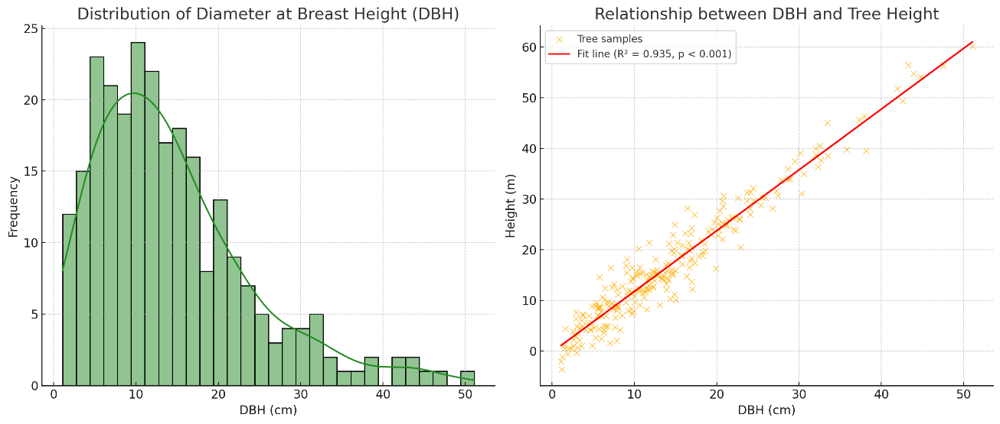 Distribution of Diameter at Breast Height (DBH)
25
20
15
10
5
0
Frequency
0 10 20 30 40 50
DBH (cm)
Relationship between DBH and Tree Height
Tree samples
Fit line (R² = 0.935, p < 0.001)
60
50
40
30
20
10
0
Height (m)
0 10 20 30 40 50
DBH (cm)